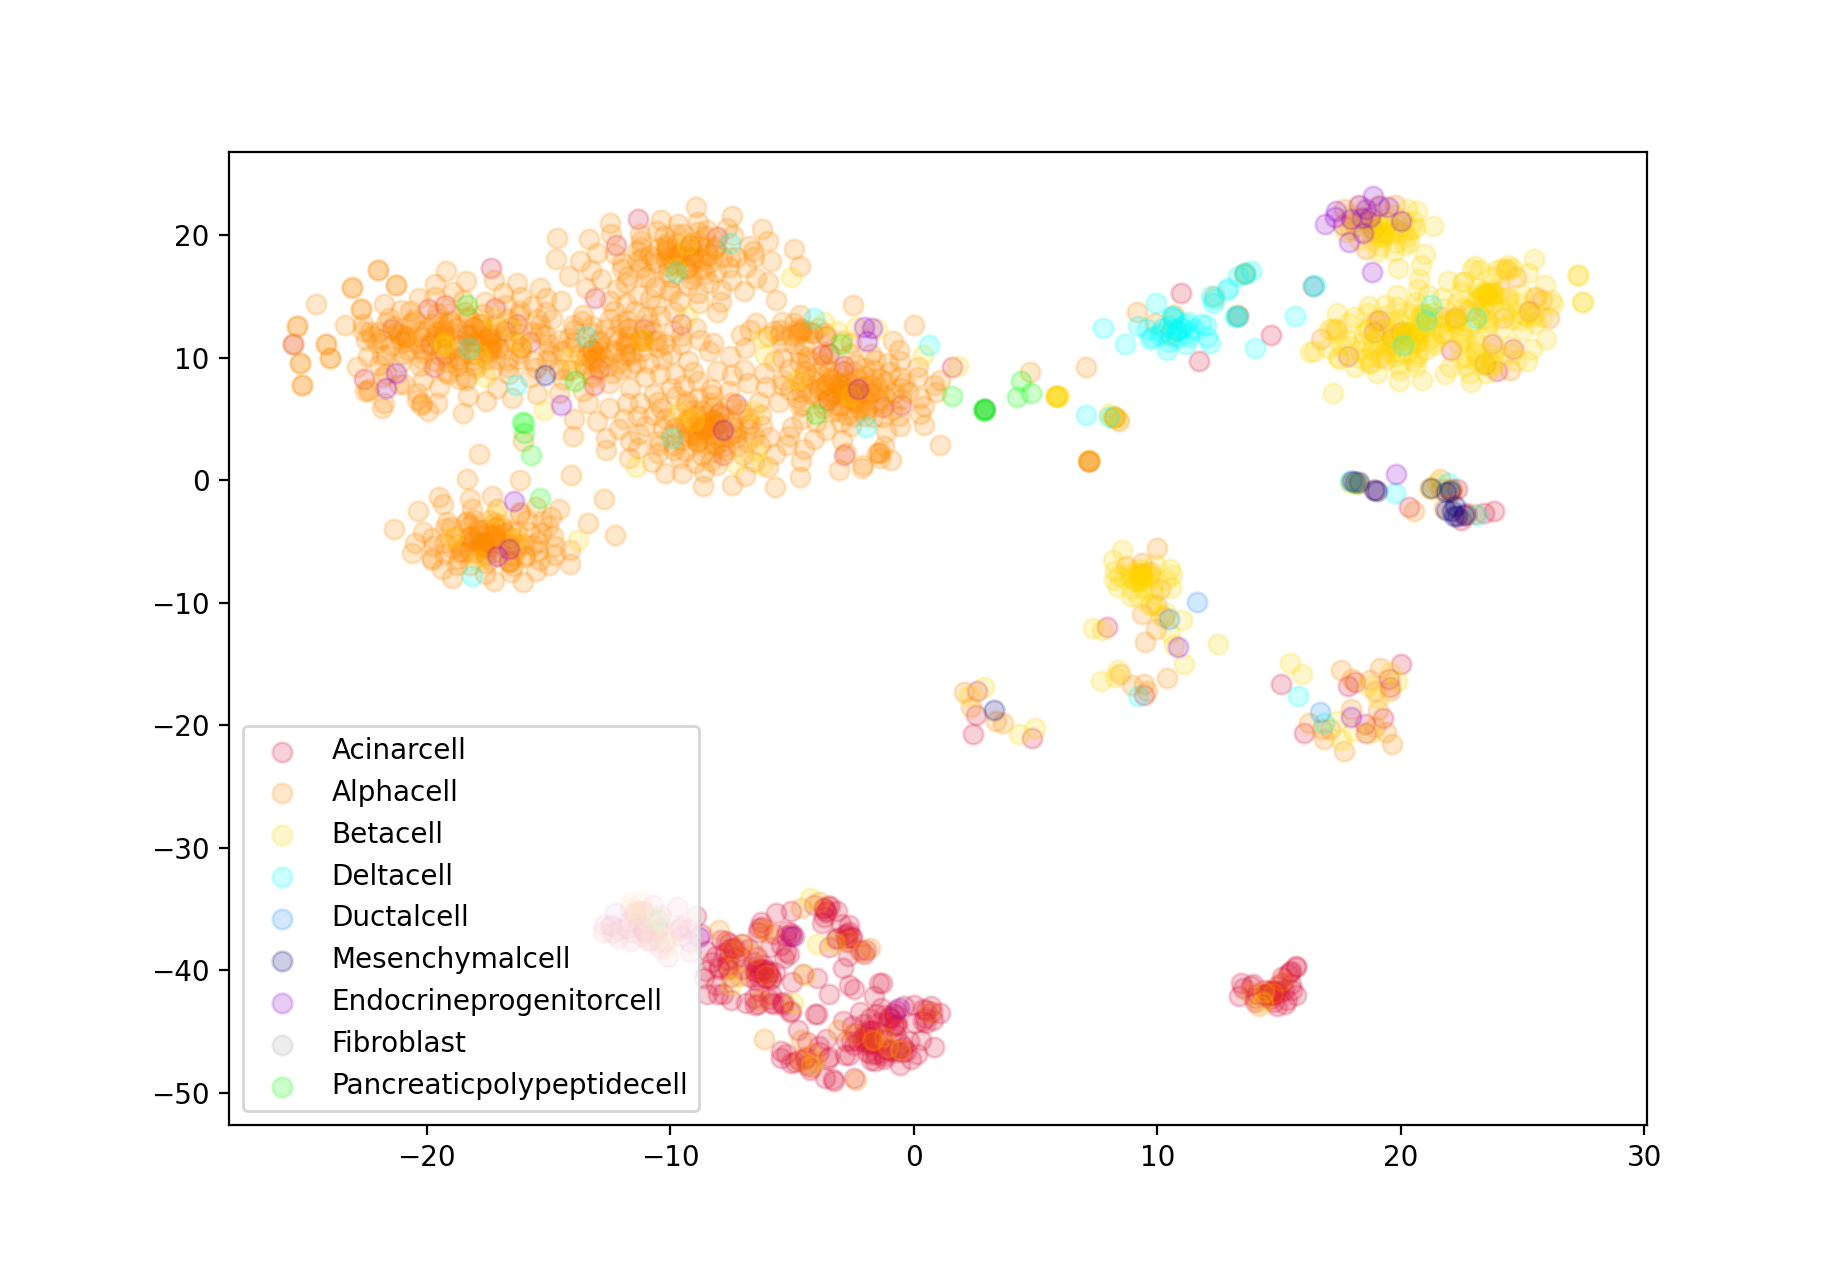 20
10
0
−10
−20
−30
−40
−50
Acinarcell
Alphacell
Betacell
Deltacell
Ductalcell
Mesenchymalcell
Endocrineprogenitorcell
Fibroblast
Pancreaticpolypeptidecell
−20 −10 0 10 20 30